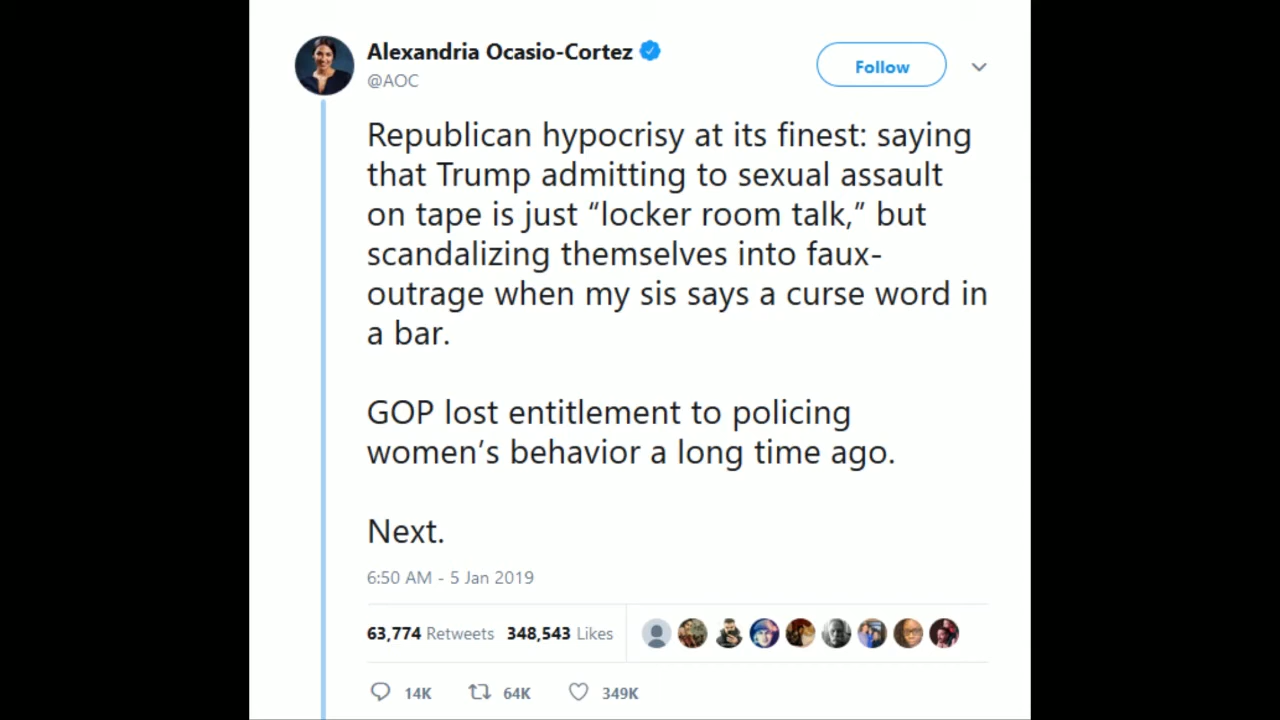 Alexandria Ocasio-Cortez
@AOC
Follow
Republican hypocrisy at its finest: saying
that Trump admitting to sexual assault
on tape is just “locker room talk,” but
scandalizing themselves into faux-
outrage when my sis says a curse word in
a bar.
GOP lost entitlement to policing
women’s behavior a long time ago.
Next.
6:50 AM - 5 Jan 2019
63,774 Retweets 348,543 Likes
14K 64K 349K